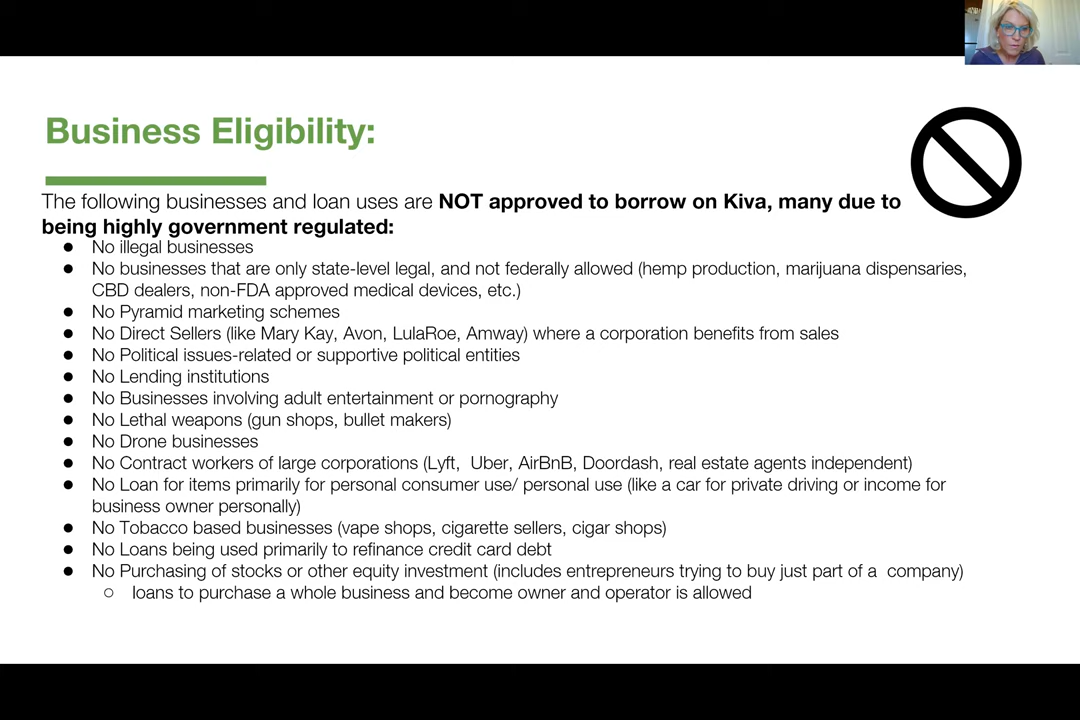 Business Eligibility:
The following businesses and loan uses are NOT approved to borrow on Kiva, many due to
being highly government regulated:
● No illegal businesses
● No businesses that are only state-level legal, and not federally allowed (hemp production, marijuana dispensaries,
CBD dealers, non-FDA approved medical devices, etc.)
● No Pyramid marketing schemes
● No Direct Sellers (like Mary Kay, Avon, LulaRoe, Amway) where a corporation benefits from sales
● No Political issues-related or supportive political entities
● No Lending institutions
● No Businesses involving adult entertainment or pornography
● No Lethal weapons (gun shops, bullet makers)
● No Drone businesses
● No Contract workers of large corporations (Lyft,  Uber, AirBnB, Doordash, real estate agents independent)
● No Loan for items primarily for personal consumer use/ personal use (like a car for private driving or income for
business owner personally)
● No Tobacco based businesses (vape shops, cigarette sellers, cigar shops)
● No Loans being used primarily to refinance credit card debt
● No Purchasing of stocks or other equity investment (includes entrepreneurs trying to buy just part of a  company)
○ loans to purchase a whole business and become owner and operator is allowed